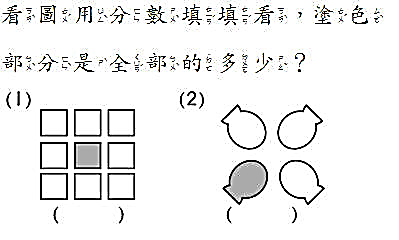 看圖用分數填填看，塗色
部分是全部的多少？
(1) (2)
( ) ( )